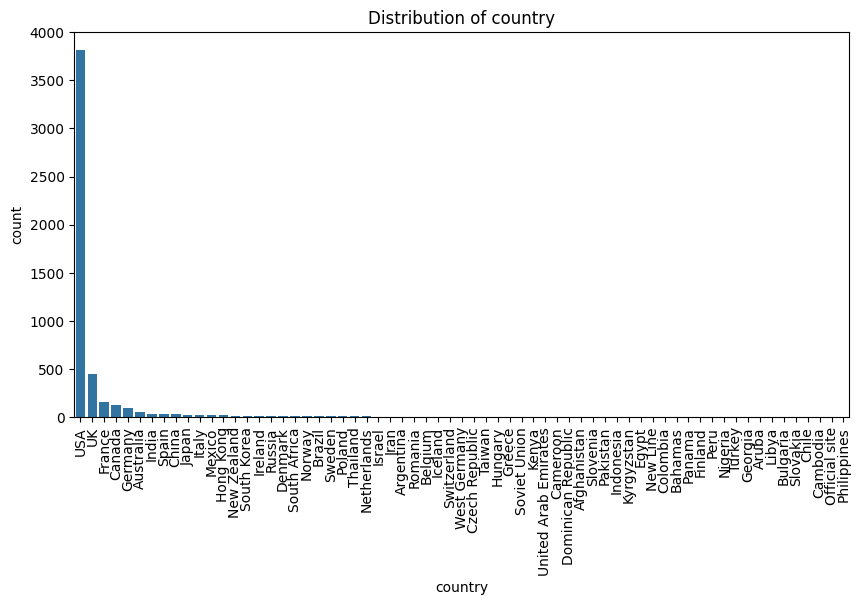 Distribution of country
4000
3500
3000
2500
2000
1500
1000
500
0
count
USA
UK
France
Canada
Germany
Australia
India
Spain
China
Japan
Italy
Mexico
Hong Kong
New Zealand
South Korea
Ireland
Russia
Denmark
South Africa
Norway
Brazil
Sweden
Poland
Thailand
Netherlands
Israel
Iran
Argentina
Romania
Belgium
Iceland
Switzerland
West Germany
Czech Republic
Taiwan
Hungary
Greece
Soviet Union
Kenya
United Arab Emirates
Cameroon
Dominican Republic
Afghanistan
Slovenia
Pakistan
Indonesia
Kyrgyzstan
Egypt
New Line
Colombia
Bahamas
Panama
Finland
Peru
Nigeria
Turkey
Georgia
Aruba
Libya
Bulgaria
Slovakia
Chile
Cambodia
Official site
Philippines
country